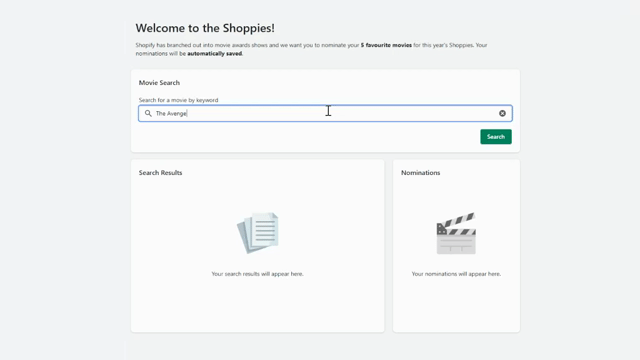 Welcome to the Shoppies!
Shopify has branched out into movie awards shows and we want to nominate your 5 favourite movies for this year's Shoppies. Your
nominations will be automatically saved.
Movie Search
Search for a movie by keyword
The Avenge
Search
Search Results
Nominations
Your search results will appear here.
Your nominations will appear here.